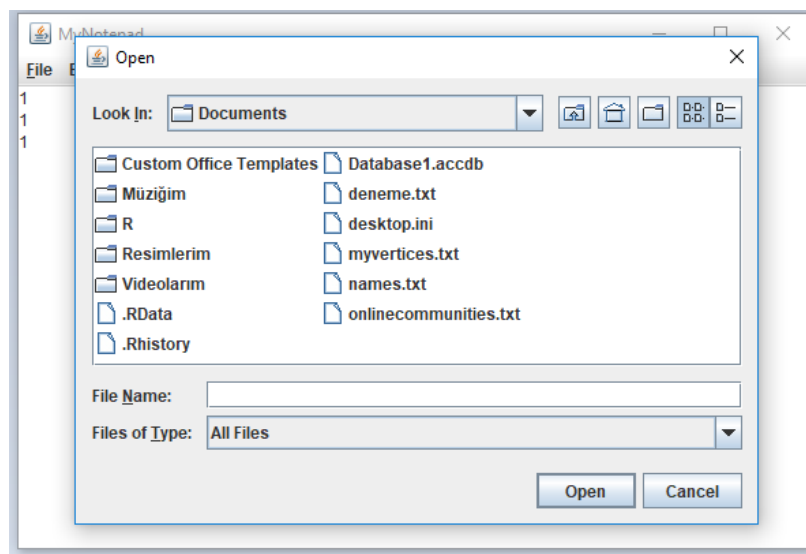 MyNotepad
Open
File E
1
1
1
Look In: Documents
Custom Office Templates Database1.accdb
Müziğim deneme.txt
R desktop.ini
Resimlerim myvertices.txt
Videolarım names.txt
.RData onlinecommunities.txt
.Rhistory
File Name:
Files of Type: All Files
Open Cancel